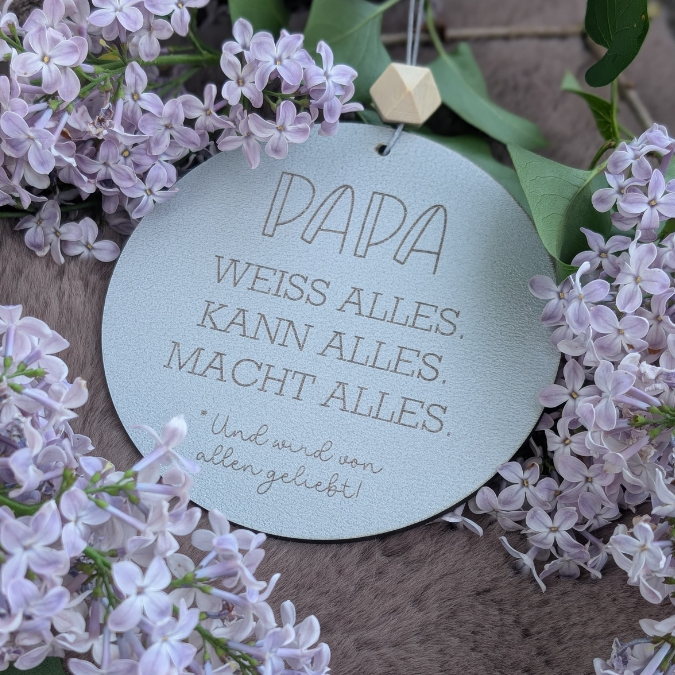 PAPA
WEISS ALLES.
KANN ALLES.
MACHT ALLES.
*Und wird von
allen geliebt!